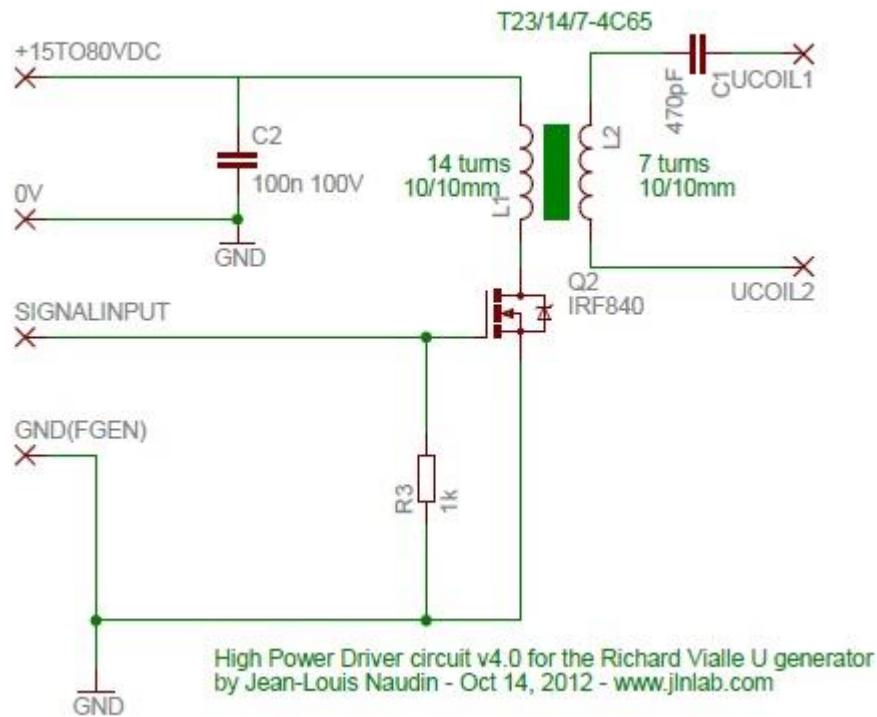 T23/14/7-4C65
+15TO80VDC
470pF
C1
UCOIL1
C2
100n 100V
14 turns
10/10mm
L1
L2
7 turns
10/10mm
0V
GND
Q2
IRF840
UCOIL2
SIGNALINPUT
GND(FGEN)
R3
1k
High Power Driver circuit v4.0 for the Richard Vialle U generator
by Jean-Louis Naudin - Oct 14, 2012 - www.jlnlab.com
GND